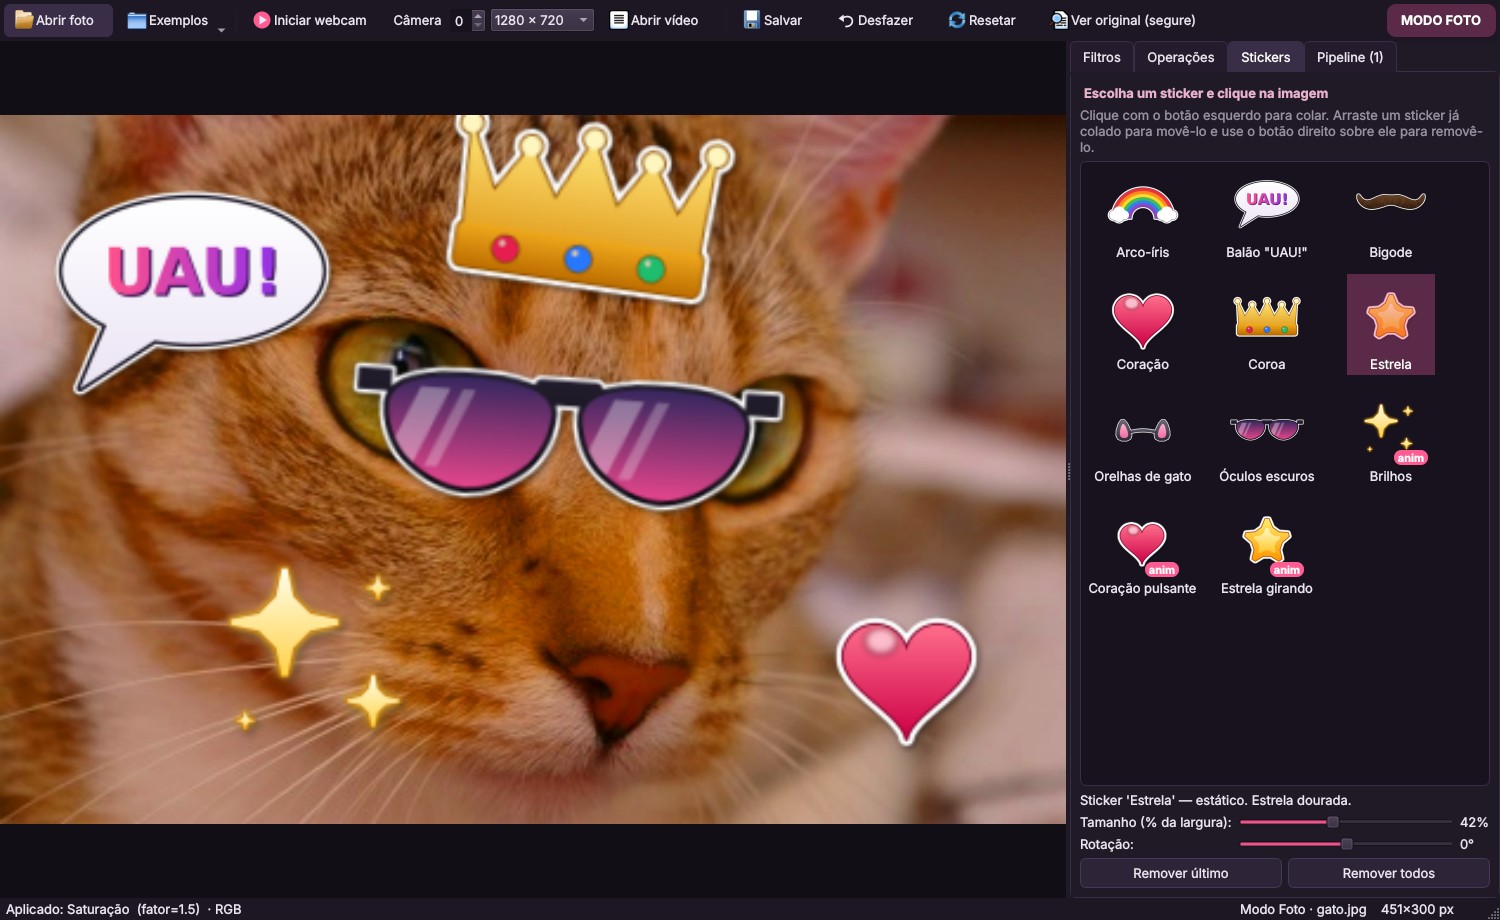 Abrir foto
Exemplos
Iniciar webcam
Câmera
0
1280 × 720
Abrir vídeo
Salvar
Desfazer
Resetar
Ver original (segure)
MODO FOTO
Filtros
Operações
Stickers
Pipeline (1)
Escolha um sticker e clique na imagem
Clique com o botão esquerdo para colar. Arraste um sticker já
colado para movê-lo e use o botão direito sobre ele para removê-
lo.
UAU!
UAU!
Arco-íris
Balão "UAU!"
Bigode
Coração
Coroa
Estrela
anim
Orelhas de gato
Óculos escuros
Brilhos
anim
anim
Coração pulsante
Estrela girando
Sticker 'Estrela' — estático. Estrela dourada.
Tamanho (% da largura):
42%
Rotação:
0°
Remover último
Remover todos
Aplicado: Saturação (fator=1.5) · RGB
Modo Foto · gato.jpg
451×300 px